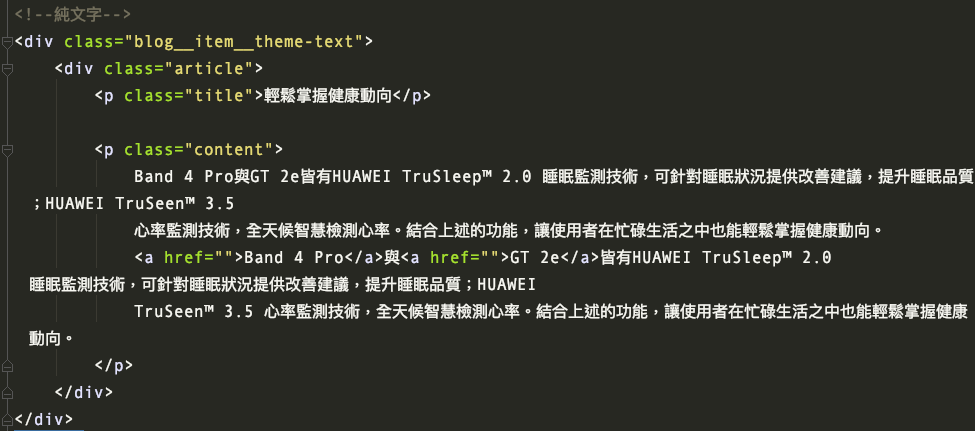 <!--純文字-->
<div class="blog__item__theme-text">
<div class="article">
<p class="title">輕鬆掌握健康動向</p>
<p class="content">
Band 4 Pro與GT 2e皆有HUAWEI TruSleep™ 2.0 睡眠監測技術，可針對睡眠狀況提供改善建議，提升睡眠品質
；HUAWEI TruSeen™ 3.5
心率監測技術，全天候智慧檢測心率。結合上述的功能，讓使用者在忙碌生活之中也能輕鬆掌握健康動向。
<a href="">Band 4 Pro</a>與<a href="">GT 2e</a>皆有HUAWEI TruSleep™ 2.0
睡眠監測技術，可針對睡眠狀況提供改善建議，提升睡眠品質；HUAWEI
TruSeen™ 3.5 心率監測技術，全天候智慧檢測心率。結合上述的功能，讓使用者在忙碌生活之中也能輕鬆掌握健康
動向。
</p>
</div>
</div>